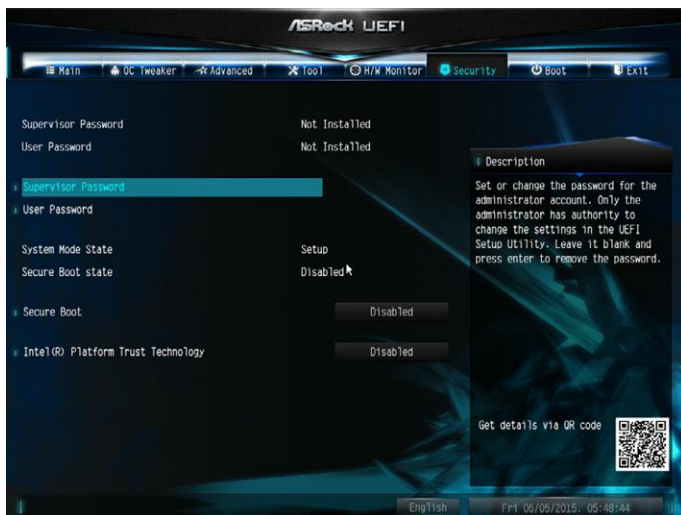 ASRock UEFI
Main OC Tweaker Advanced Tool H/W Monitor Security Boot Exit
Supervisor Password Not Installed
User Password Not Installed
Supervisor Password
User Password
System Mode State Setup
Secure Boot state Disabled
Secure Boot Disabled
Intel(R) Platform Trust Technology Disabled
Description
Set or change the password for the
administrator account. Only the
administrator has authority to
change the settings in the UEFI
Setup Utility. Leave it blank and
press enter to remove the password.
Get details via QR code
English Fri 06/05/2015. 05:48:44